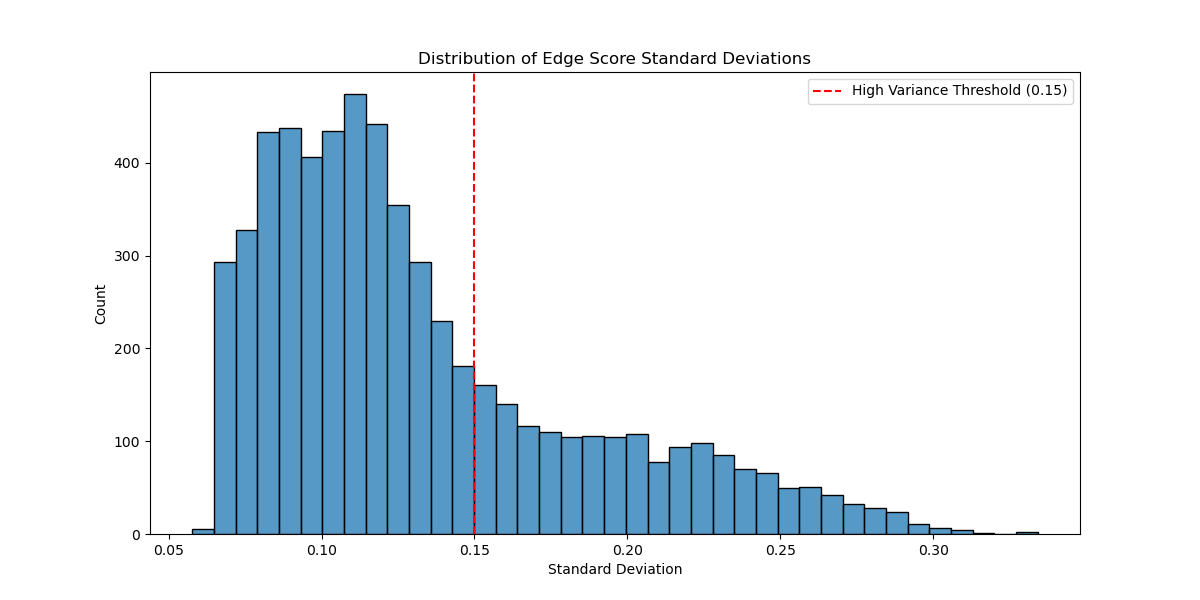 Distribution of Edge Score Standard Deviations
High Variance Threshold (0.15)
Count
400
300
200
100
0
0.05 0.10 0.15 0.20 0.25 0.30
Standard Deviation